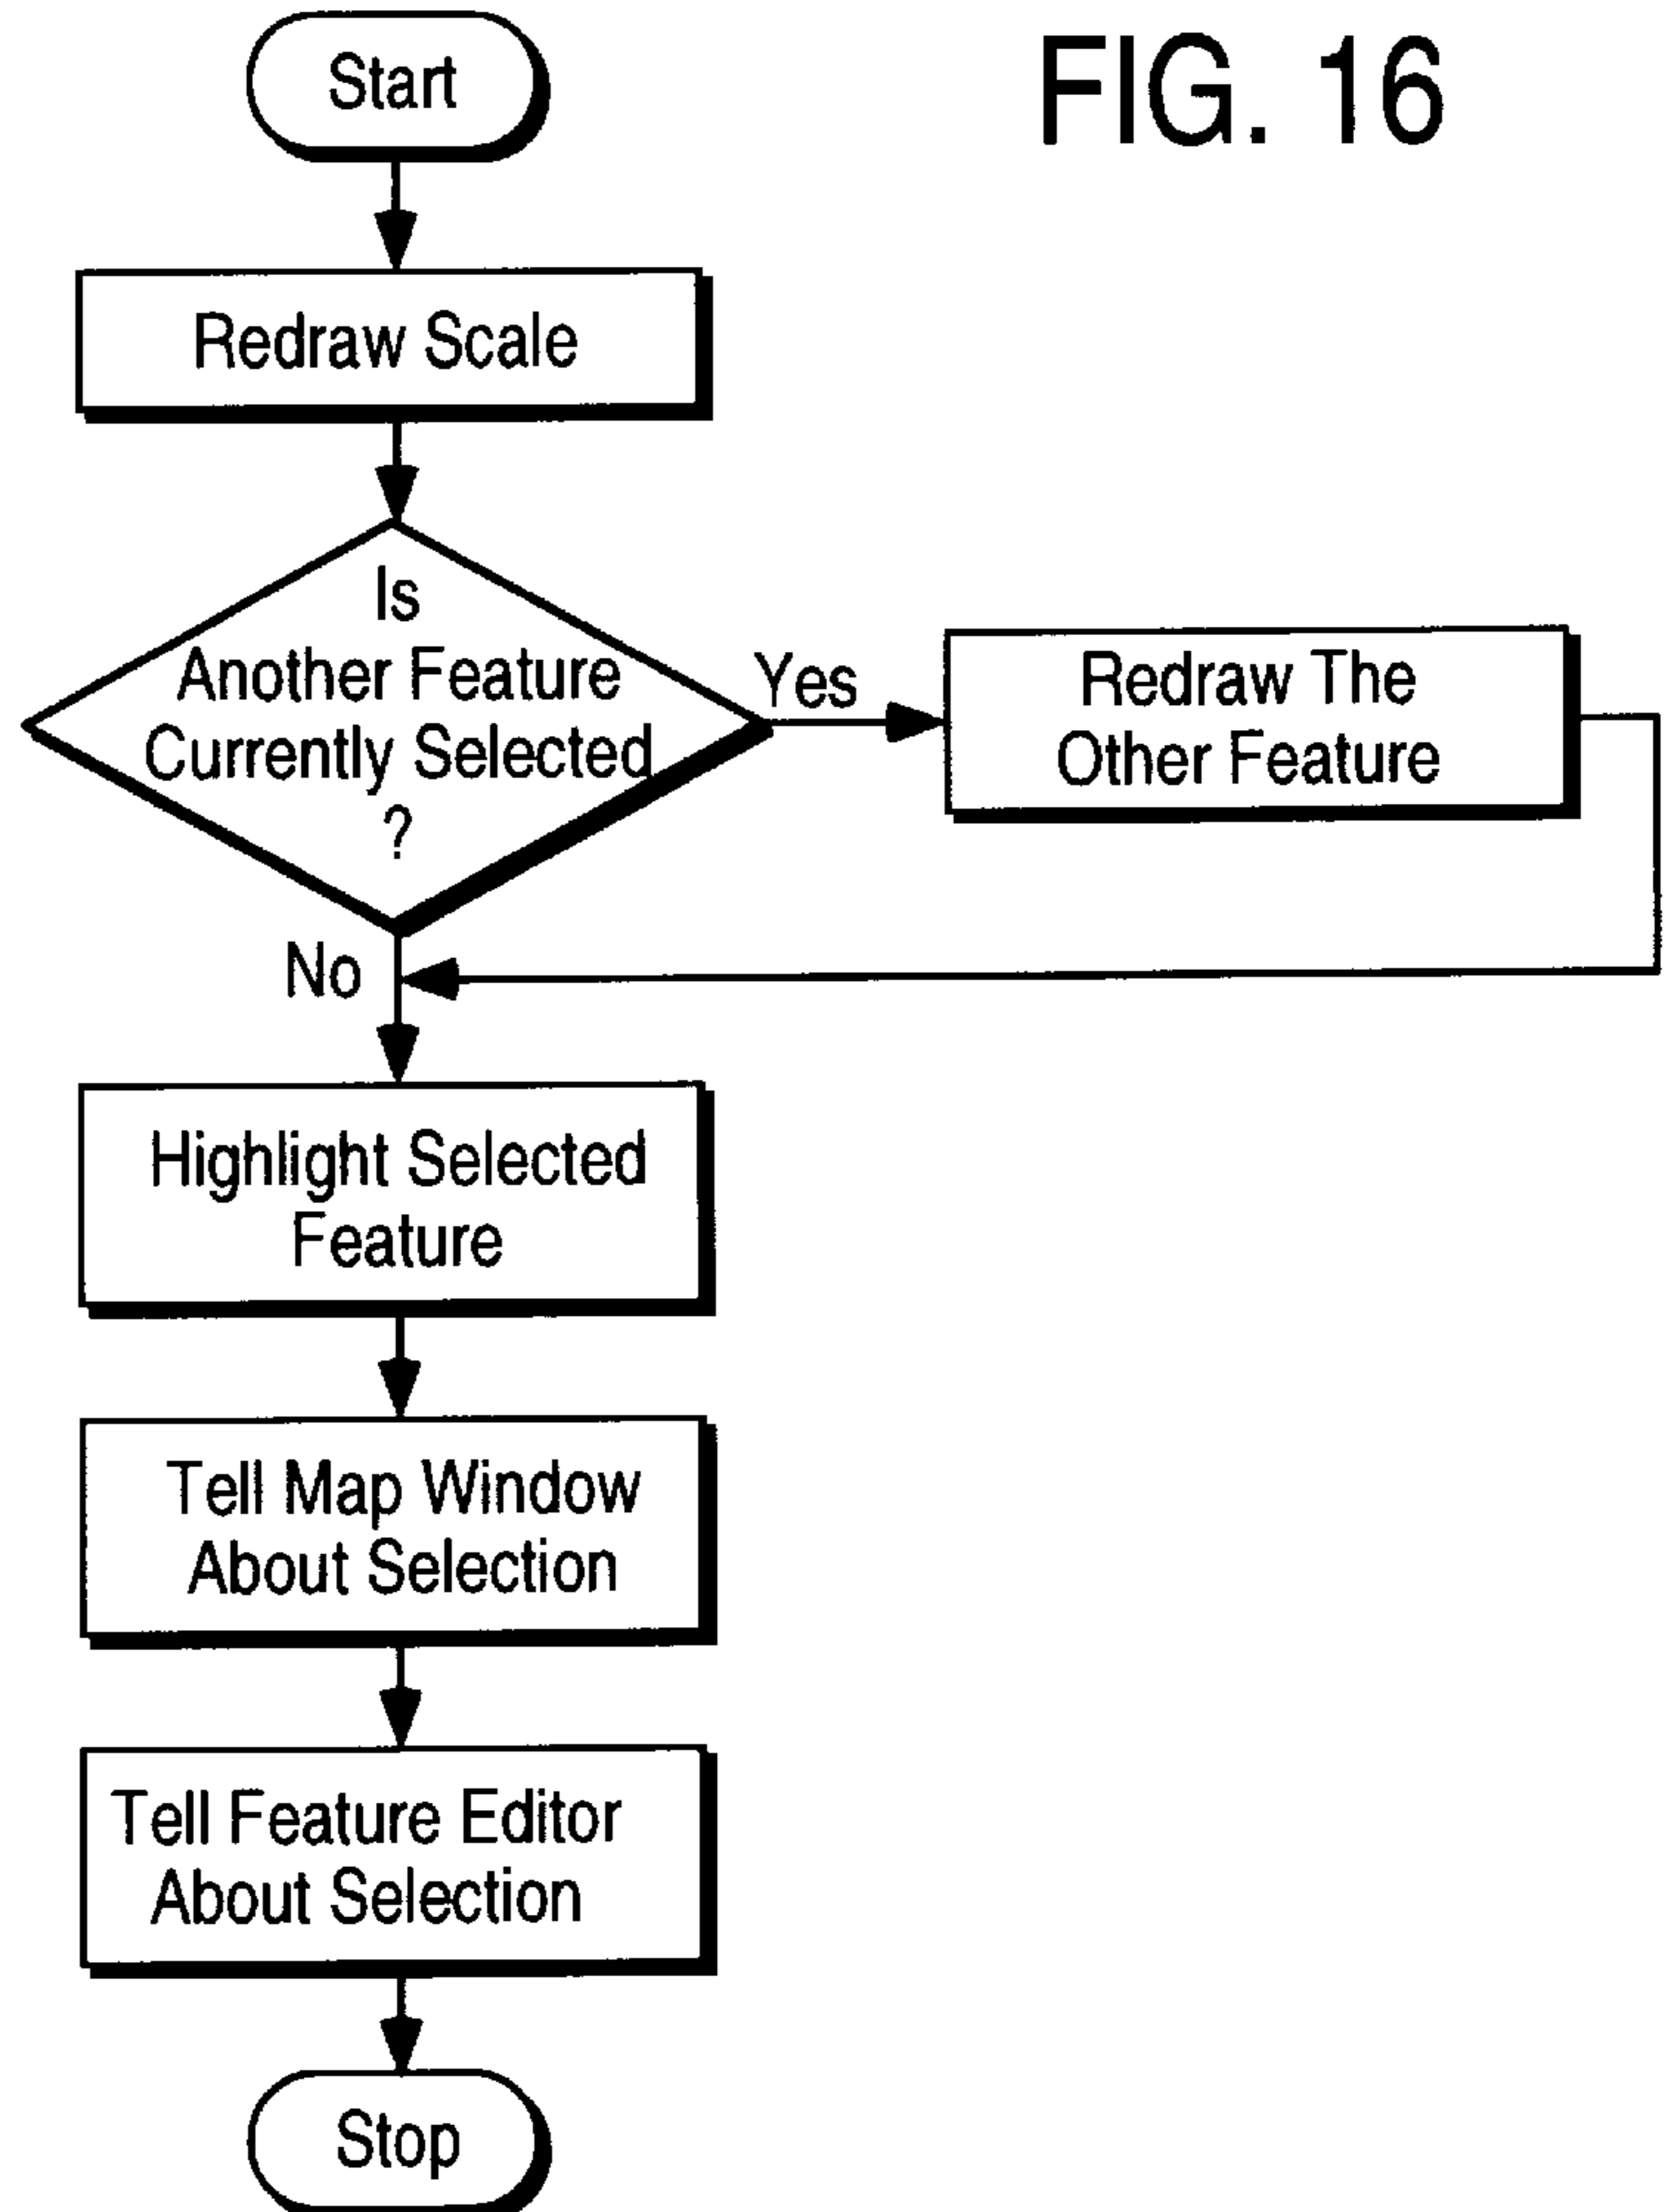 FIG. 16
Start
Redraw Scale
Is
Another Feature
Currently Selected
?
Yes
Redraw The
Other Feature
No
Highlight Selected
Feature
Tell Map Window
About Selection
Tell Feature Editor
About Selection
Stop